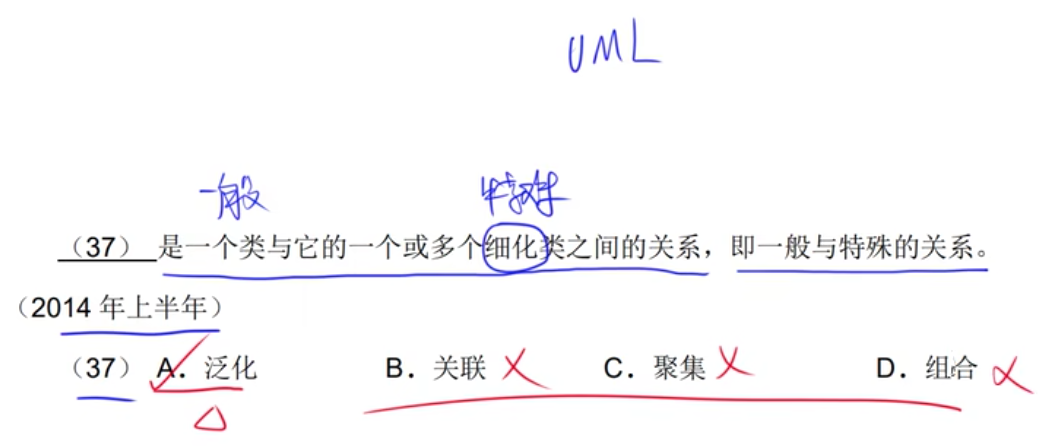 UML
一般 特殊
（37） 是一个类与它的一个或多个细化类之间的关系，即一般与特殊的关系。
（2014 年上半年）
（37） A．泛化 B．关联 C．聚集 D．组合